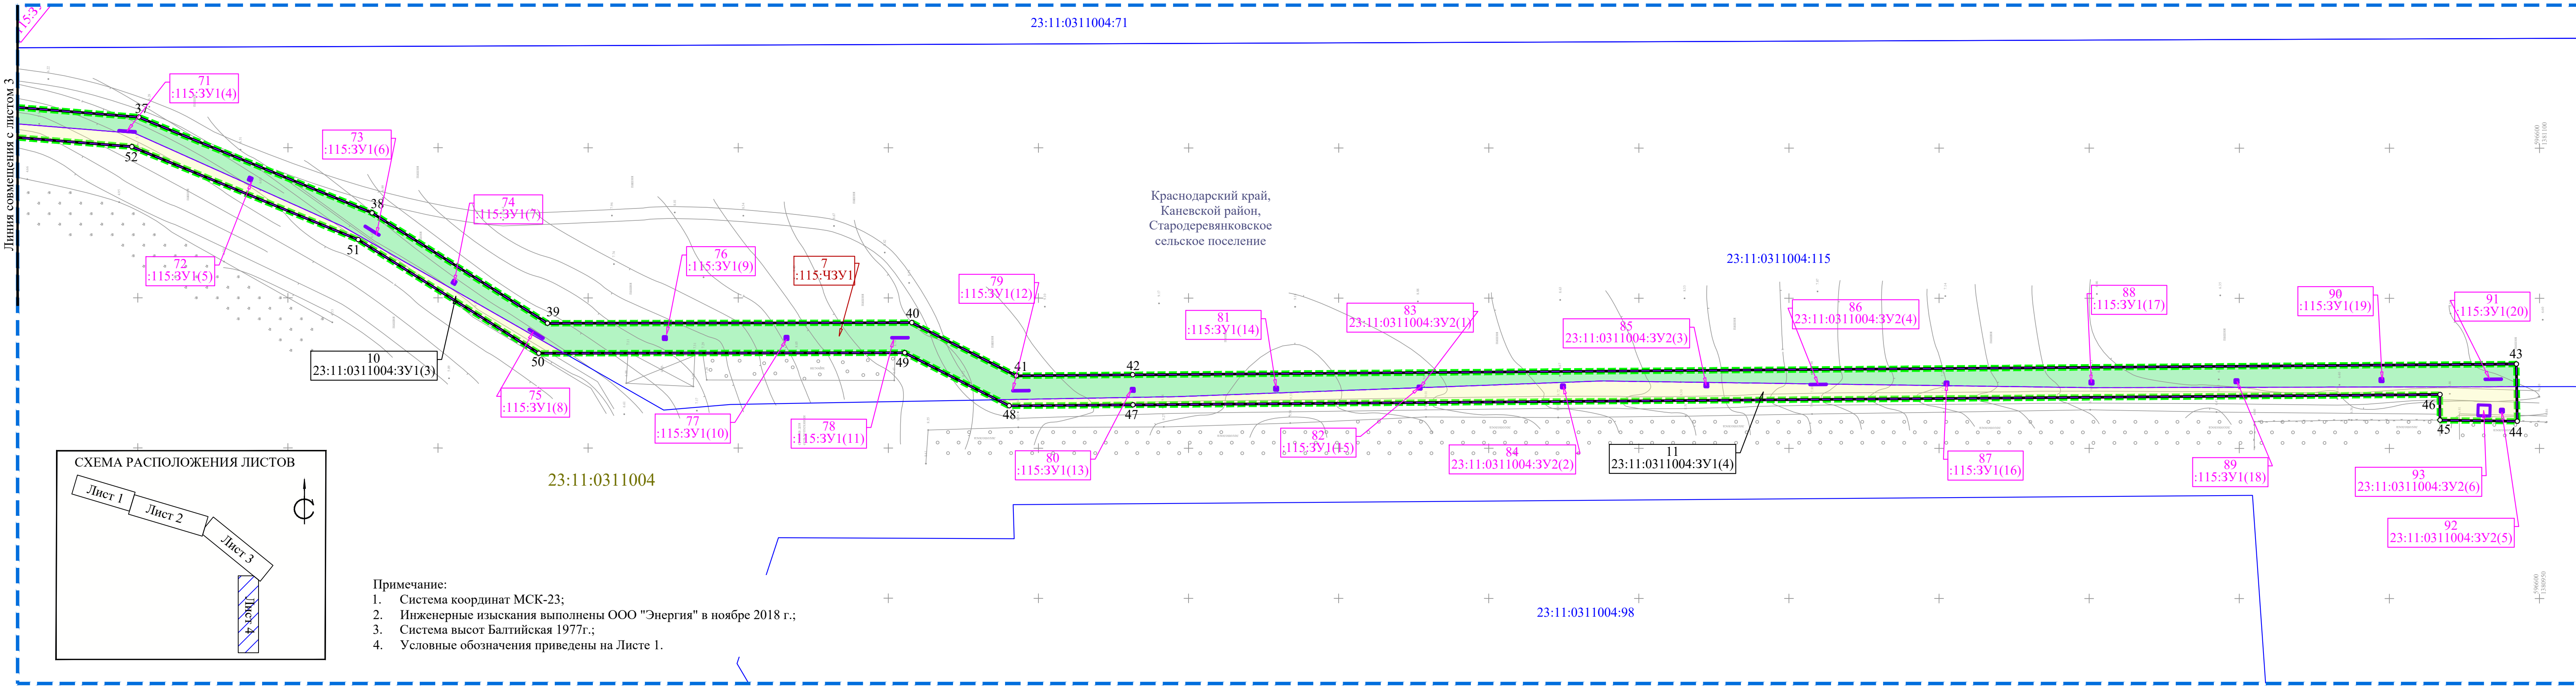 23:11:0311004:71
Линия совмещения с листом 3
71
:115:ЗУ1(4)
37
52
73
:115:ЗУ1(6)
38
51
72
:115:ЗУ1(5)
74
:115:ЗУ1(7)
39
50
10
23:11:0311004:ЗУ1(3)
75
:115:ЗУ1(8)
76
:115:ЗУ1(9)
7
:115:ЧЗУ1
77
:115:ЗУ1(10)
78
:115:ЗУ1(11)
40
49
79
:115:ЗУ1(12)
41
48
42
47
80
:115:ЗУ1(13)
Краснодарский край,
Каневской район,
Стародеревянковское
сельское поселение
81
:115:ЗУ1(14)
82
:115:ЗУ1(15)
83
23:11:0311004:ЗУ2(1)
84
23:11:0311004:ЗУ2(2)
85
23:11:0311004:ЗУ2(3)
23:11:0311004:115
86
23:11:0311004:ЗУ2(4)
11
23:11:0311004:ЗУ1(4)
87
:115:ЗУ1(16)
88
:115:ЗУ1(17)
89
:115:ЗУ1(18)
90
:115:ЗУ1(19)
91
:115:ЗУ1(20)
43
46
45
44
93
23:11:0311004:ЗУ2(6)
92
23:11:0311004:ЗУ2(5)
23:11:0311004
23:11:0311004:98
СХЕМА РАСПОЛОЖЕНИЯ ЛИСТОВ
Лист 1
Лист 2
Лист 3
Лист 4
Примечание:
1. Система координат МСК-23;
2. Инженерные изыскания выполнены ООО "Энергия" в ноябре 2018 г.;
3. Система высот Балтийская 1977г.;
4. Условные обозначения приведены на Листе 1.